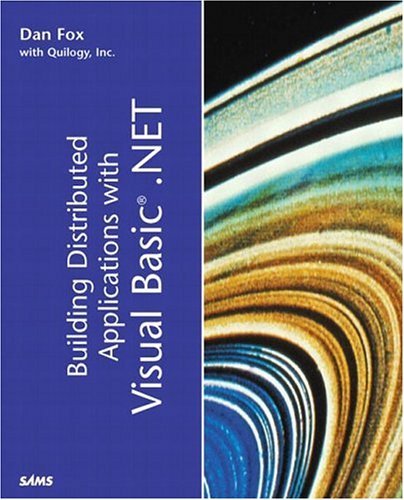 Dan Fox
with Quilogy, Inc.
Building Distributed
Applications with
Visual Basic® .NET
SAMS